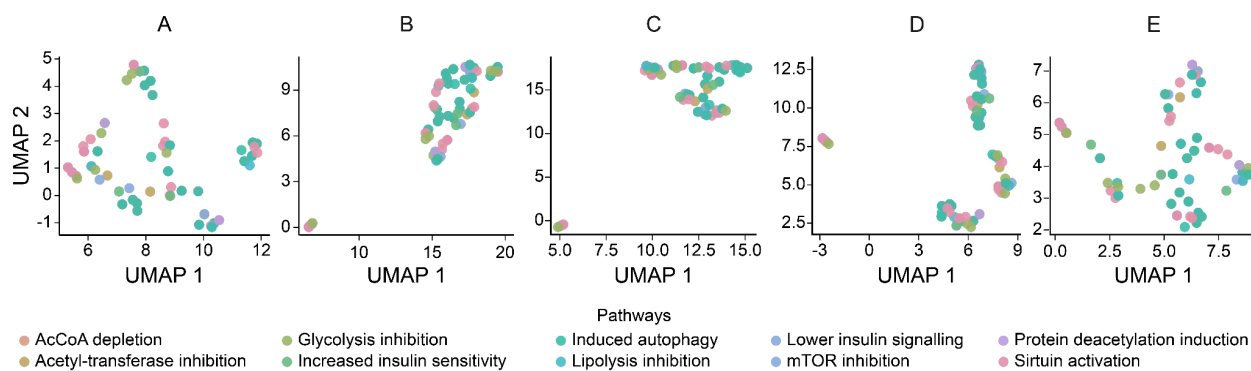 A B C D E
UMAP 2
5
4
3
2
1
0
-1
6 8 10 12
UMAP 1
9
6
3
0
10 15 20
UMAP 1
15
10
5
0
5.0 7.5 10.0 12.5 15.0
UMAP 1
12.5
10.0
7.5
5.0
2.5
-3 0 3 6 9
UMAP 1
7
6
5
4
3
2
0.0 2.5 5.0 7.5
UMAP 1
Pathways
AcCoA depletion Glycolysis inhibition Induced autophagy Lower insulin signalling Protein deacetylation induction
Acetyl-transferase inhibition Increased insulin sensitivity Lipolysis inhibition mTOR inhibition Sirtuin activation